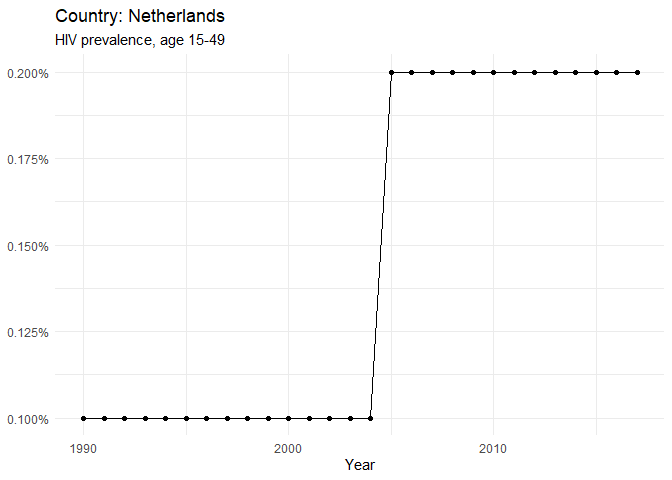 Country: Netherlands
HIV prevalence, age 15-49
0.200%
0.175%
0.150%
0.125%
0.100%
1990 2000 2010
Year